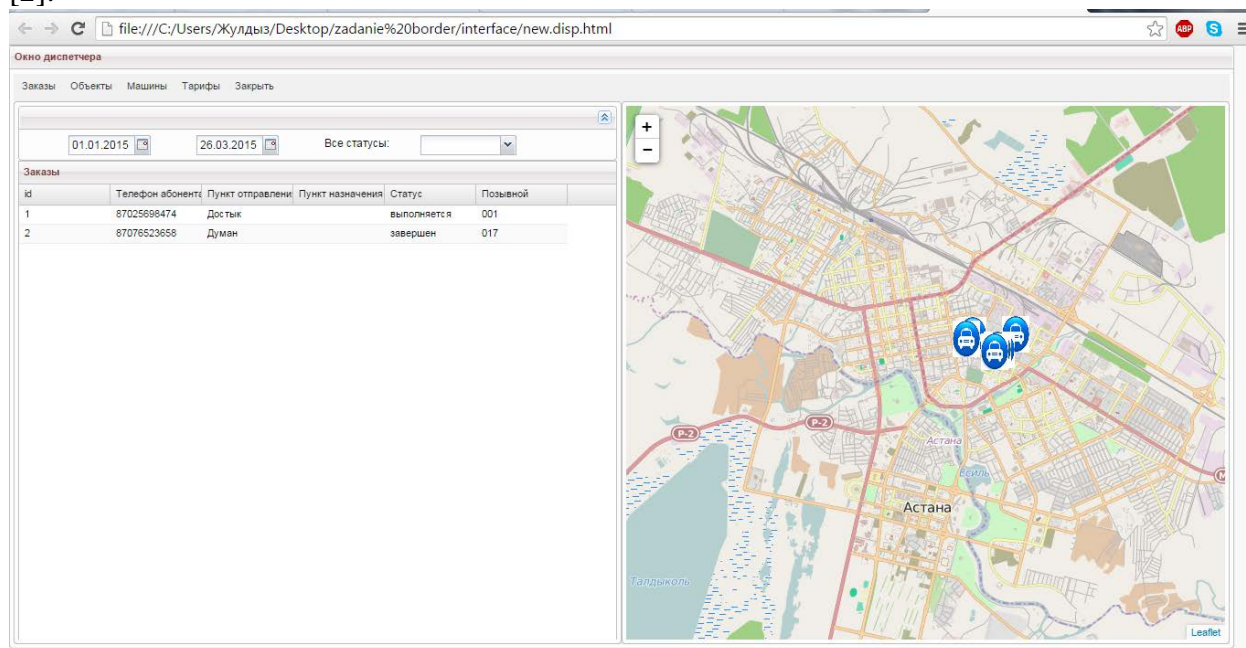 [2].
file:///C:/Users/Жулдыз/Desktop/zadanie%20border/interface/new.disp.html
ABP S
Окно диспетчера
Заказы Объекты Машины Тарифы Закрыть
01.01.2015 26.03.2015 Все статусы:
Заказы
id Телефон абонента Пункт отправлени Пункт назначения Статус Позывной
1 87025698474 Достык выполняется 001
2 87076523658 Думан завершен 017
+
−
P-2
P-2
Астана
Есиль
М
Астана
Талдыколь
Leaflet